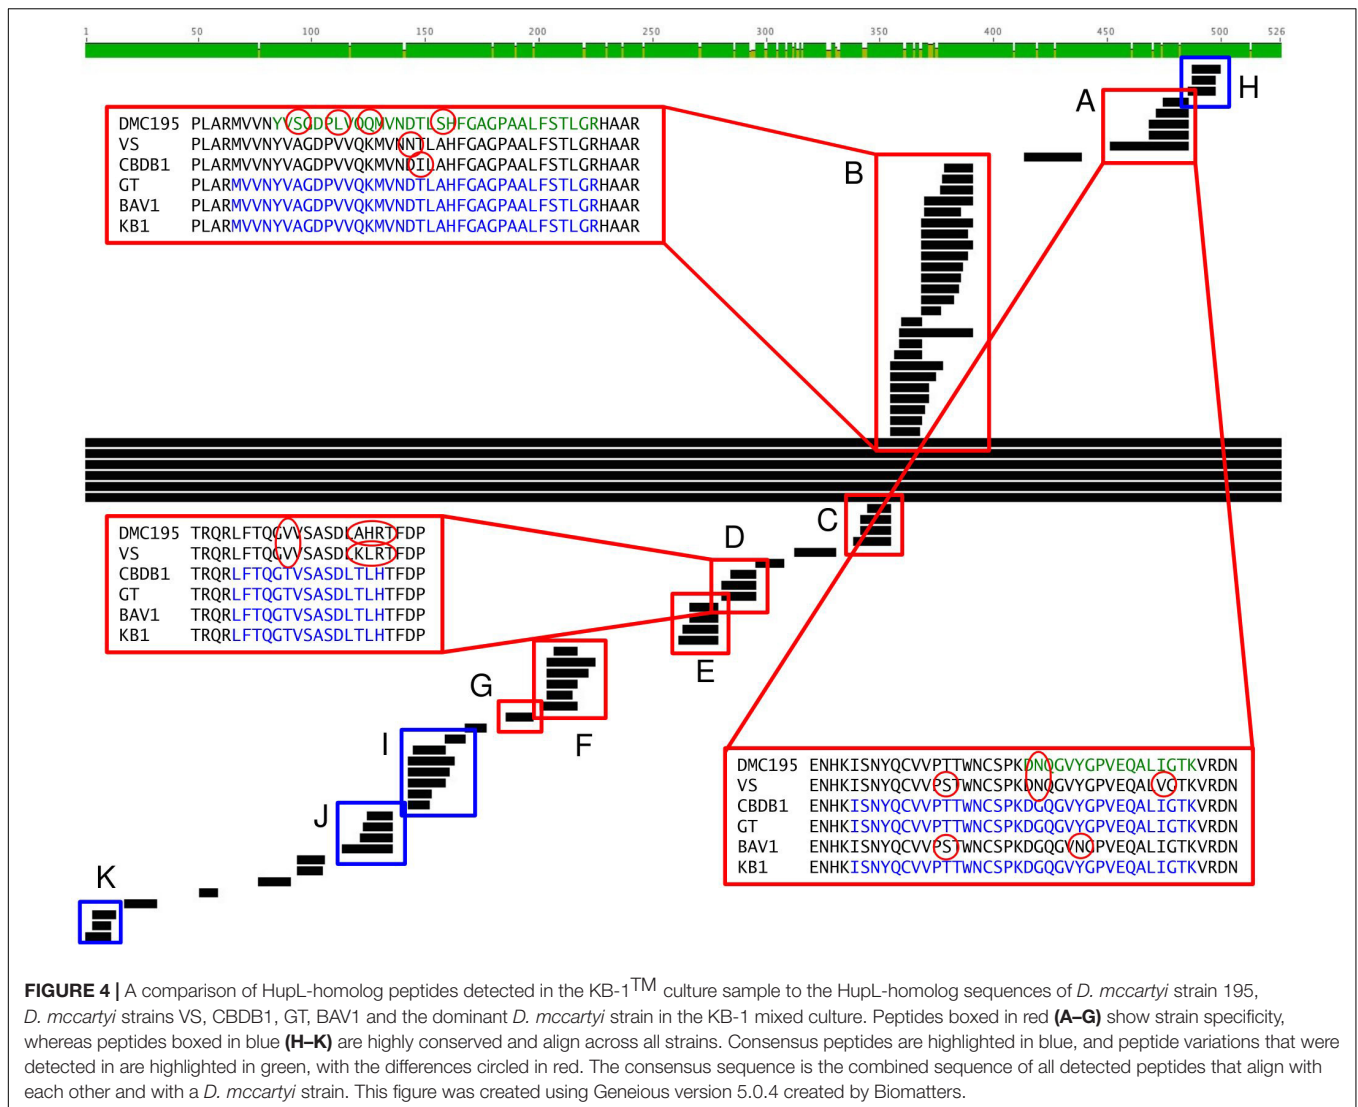 1 50 100 150 200 250 300 350 400 450 500 526
H
A
B
DMC195 PLARMVVNYVSGDPLVQQMVNDTLSHFGAGPAALFSTLGRHAAR
VS PLARMVVNYVAGDPVVQKMVNNTLAHFGAGPAALFSTLGRHAAR
CBDB1 PLARMVVNYVAGDPVVQKMVNDILAHFGAGPAALFSTLGRHAAR
GT PLARMVVNYVAGDPVVQKMVNDTLAHFGAGPAALFSTLGRHAAR
BAV1 PLARMVVNYVAGDPVVQKMVNDTLAHFGAGPAALFSTLGRHAAR
KB1 PLARMVVNYVAGDPVVQKMVNDTLAHFGAGPAALFSTLGRHAAR
C
D
DMC195 TRQRLFTQGVVSASDLAHRTFDP
VS TRQRLFTQGVVSASDLKLRTFDP
CBDB1 TRQRLFTQGTVSASDLTLHTFDP
GT TRQRLFTQGTVSASDLTLHTFDP
BAV1 TRQRLFTQGTVSASDLTLHTFDP
KB1 TRQRLFTQGTVSASDLTLHTFDP
E
G
F
I
J
K
DMC195 ENHKISNYQCVVPTTWNCSPKDNQGVYGPVEQALIGTKVRDN
VS ENHKISNYQCVVPSTWNCSPKDNQGVYGPVEQALVGTKVRDN
CBDB1 ENHKISNYQCVVPTTWNCSPKDGQGVYGPVEQALIGTKVRDN
GT ENHKISNYQCVVPTTWNCSPKDGQGVYGPVEQALIGTKVRDN
BAV1 ENHKISNYQCVVPSTWNCSPKDGQGVNGPVEQALIGTKVRDN
KB1 ENHKISNYQCVVPTTWNCSPKDGQGVYGPVEQALIGTKVRDN
FIGURE 4 | A comparison of HupL-homolog peptides detected in the KB-1TM culture sample to the HupL-homolog sequences of D. mccartyi strain 195,
D. mccartyi strains VS, CBDB1, GT, BAV1 and the dominant D. mccartyi strain in the KB-1 mixed culture. Peptides boxed in red (A–G) show strain specificity,
whereas peptides boxed in blue (H–K) are highly conserved and align across all strains. Consensus peptides are highlighted in blue, and peptide variations that were
detected in are highlighted in green, with the differences circled in red. The consensus sequence is the combined sequence of all detected peptides that align with
each other and with a D. mccartyi strain. This figure was created using Geneious version 5.0.4 created by Biomatters.